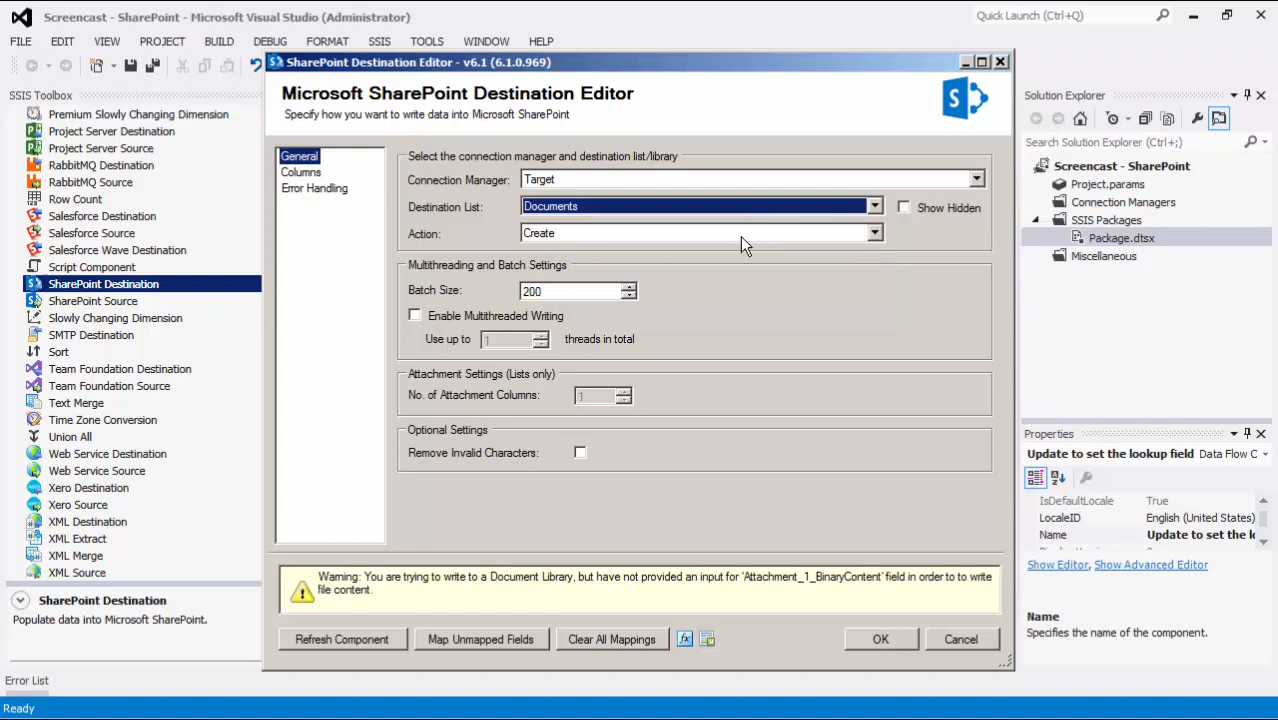 Screencast - SharePoint - Microsoft Visual Studio (Administrator)
Quick Launch (Ctrl+Q)
FILE EDIT VIEW PROJECT BUILD DEBUG FORMAT SSIS TOOLS WINDOW HELP
SSIS Toolbox
Premium Slowly Changing Dimension
Project Server Destination
Project Server Source
RabbitMQ Destination
RabbitMQ Source
Row Count
Salesforce Destination
Salesforce Source
Salesforce Wave Destination
Script Component
SharePoint Destination
SharePoint Source
Slowly Changing Dimension
SMTP Destination
Sort
Team Foundation Destination
Team Foundation Source
Text Merge
Time Zone Conversion
Union All
Web Service Destination
Web Service Source
Xero Destination
Xero Source
XML Destination
XML Extract
XML Merge
XML Source
SharePoint Destination
Populate data into Microsoft SharePoint.
Error List
Ready
SharePoint Destination Editor - v6.1 (6.1.0.969)
Microsoft SharePoint Destination Editor
Specify how you want to write data into Microsoft SharePoint
General
Columns
Error Handling
Select the connection manager and destination list/library
Connection Manager: Target
Destination List: Documents Show Hidden
Action: Create
Multithreading and Batch Settings
Batch Size: 200
Enable Multithreaded Writing
Use up to 1 threads in total
Attachment Settings (Lists only)
No. of Attachment Columns: 1
Optional Settings
Remove Invalid Characters:
Warning: You are trying to write to a Document Library, but have not provided an input for 'Attachment_1_BinaryContent' field in order to to write
file content.
Refresh Component Map Unmapped Fields Clear All Mappings fx OK Cancel
Solution Explorer
Search Solution Explorer (Ctrl+;)
Screencast - SharePoint
Project.params
Connection Managers
SSIS Packages
Package.dtsx
Miscellaneous
Properties
Update to set the lookup field Data Flow C
IsDefaultLocale True
LocaleID English (United States)
Name Update to set the l
Show Editor, Show Advanced Editor
Name
Specifies the name of the component.